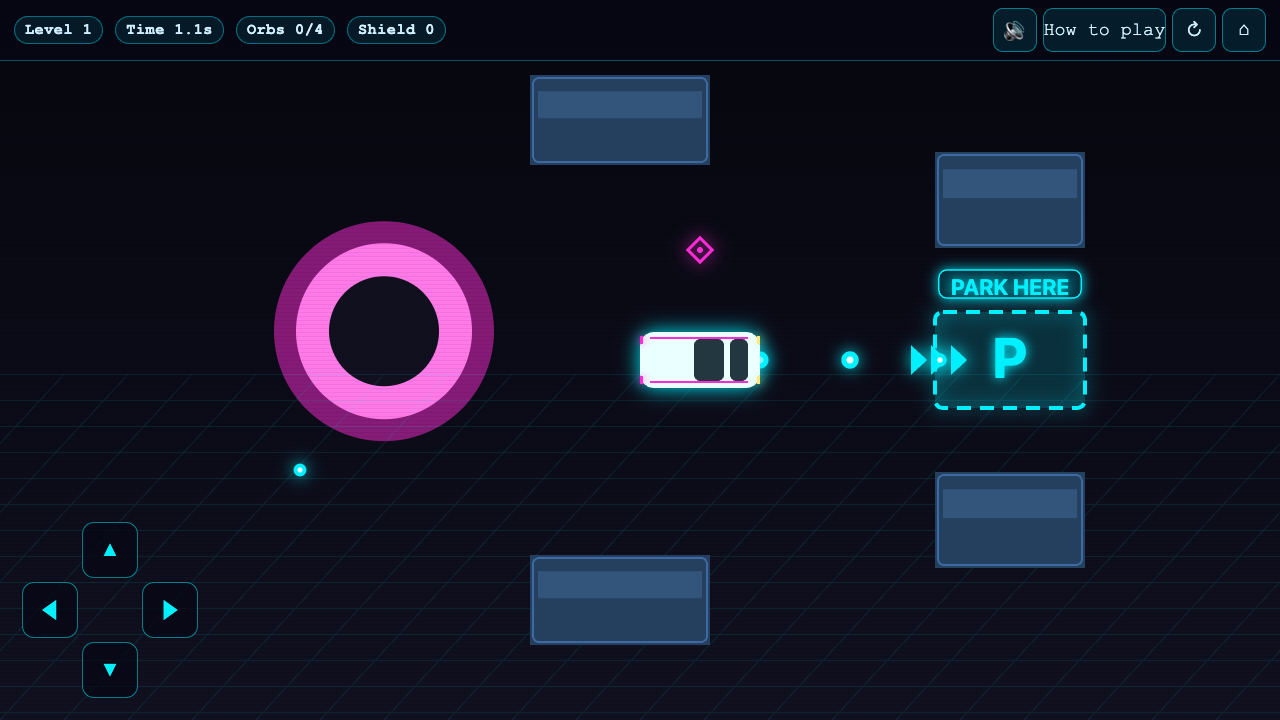 Level 1
Time 1.1s
Orbs 0/4
Shield 0
How to play
PARK HERE
P